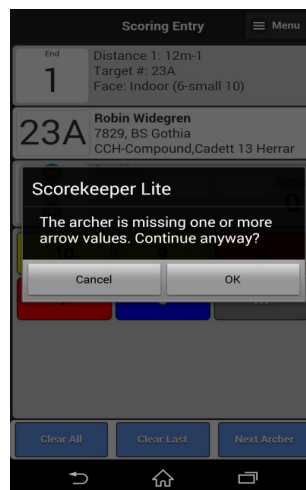 Scoring Entry
Menu
End
1
Distance 1: 12m-1
Target #: 23A
Face: Indoor (6-small 10)
23A
Robin Widegren
7829, BS Gothia
CCH-Compound,Cadett 13 Herrar
Scorekeeper Lite
The archer is missing one or more
arrow values. Continue anyway?
Cancel
OK
Clear All
Clear Last
Next Archer